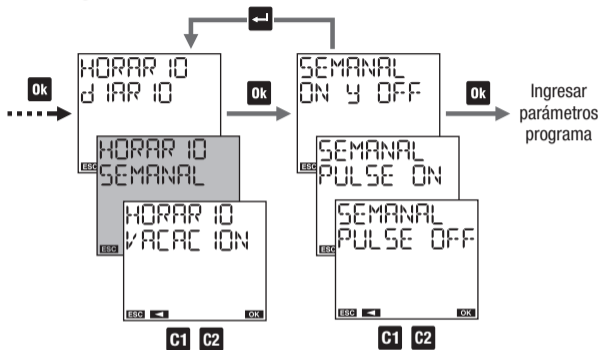 HORARIO
dIARIO
ESC
HORARIO
SEMANAL
ESC
HORARIO
VACACION
ESC
OK
C1 C2
Ok
Ok
SEMANAL
ON y OFF
ESC
SEMANAL
PULSE ON
ESC
SEMANAL
PULSE OFF
ESC
OK
C1 C2
Ok
Ingresar
parámetros
programa